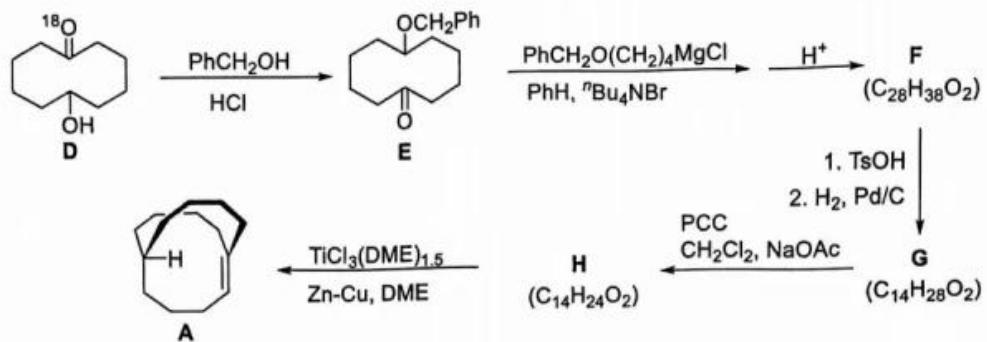 ¹⁸O
OH
D
PhCH₂OH
HCl
OCH₂Ph
O
E
PhCH₂O(CH₂)₄MgCl
PhH, ⁿBu₄NBr
H⁺
F
(C₂₈H₃₈O₂)
1. TsOH
2. H₂, Pd/C
G
(C₁₄H₂₈O₂)
PCC
CH₂Cl₂, NaOAc
H
(C₁₄H₂₄O₂)
TiCl₃(DME)₁.₅
Zn-Cu, DME
H
A